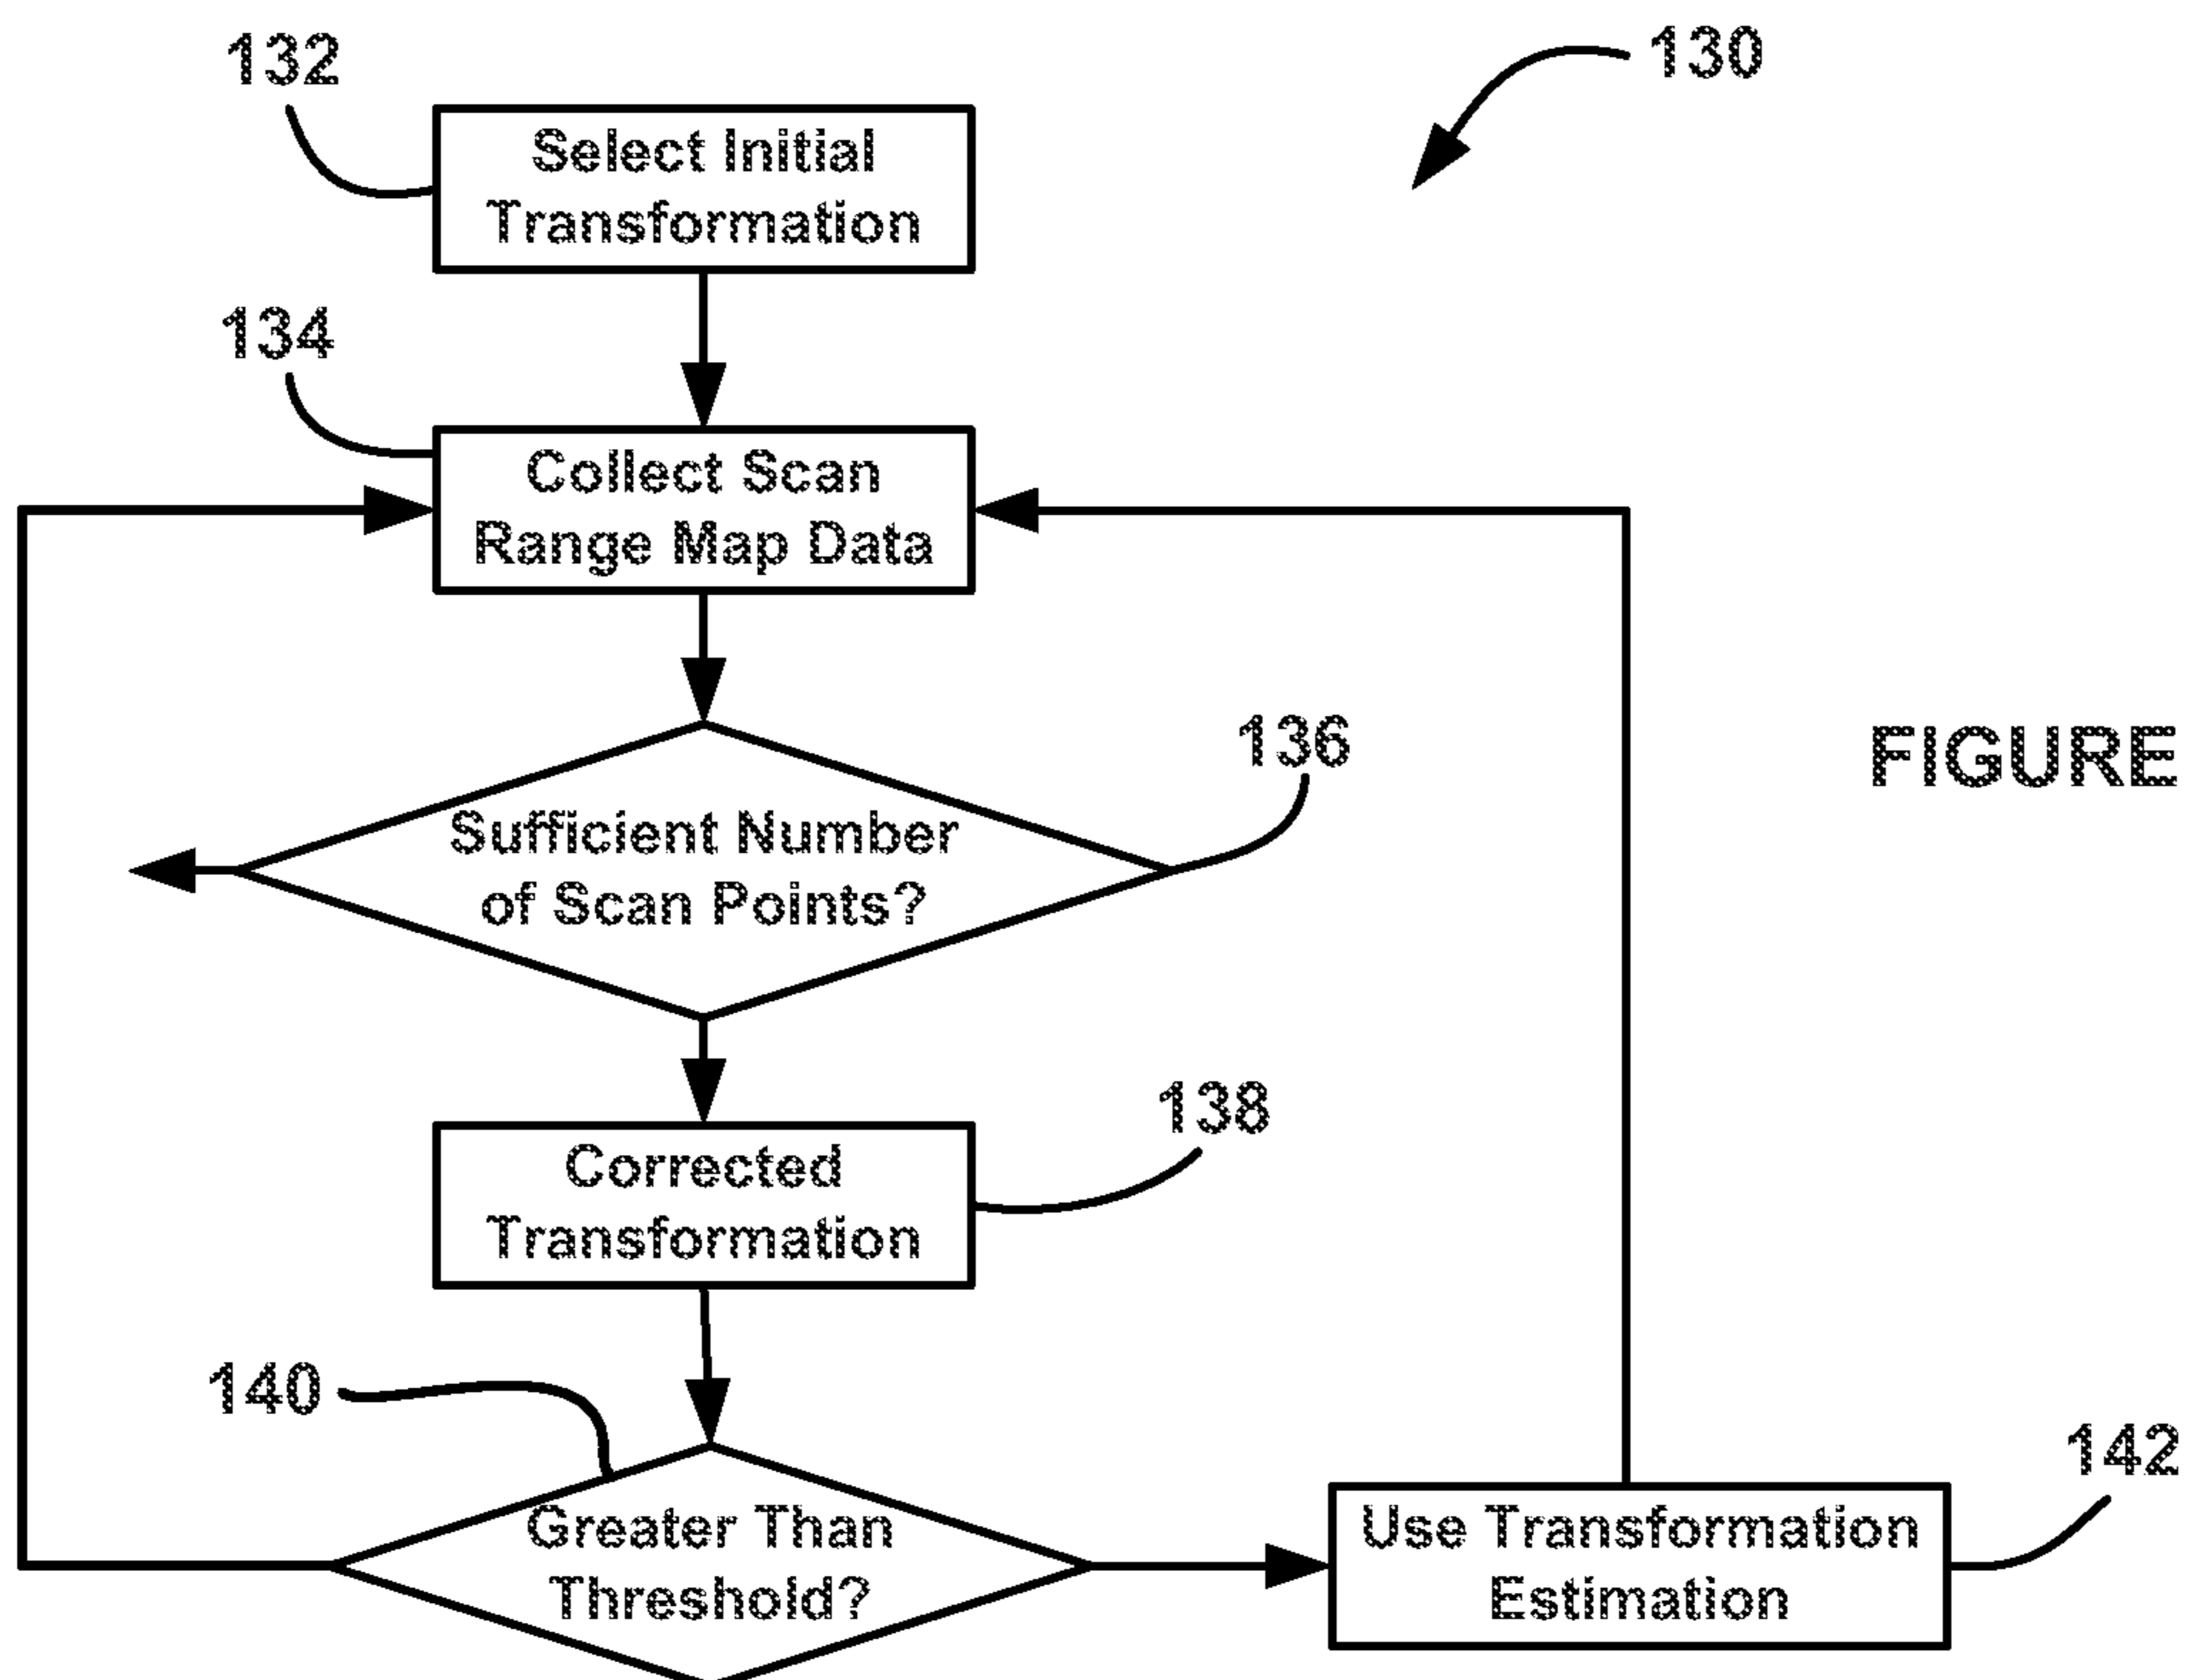 132
130
Select Initial
Transformation
134
Collect Scan
Range Map Data
136
FIGURE
Sufficient Number
of Scan Points?
138
Corrected
Transformation
140
142
Greater Than
Threshold?
Use Transformation
Estimation